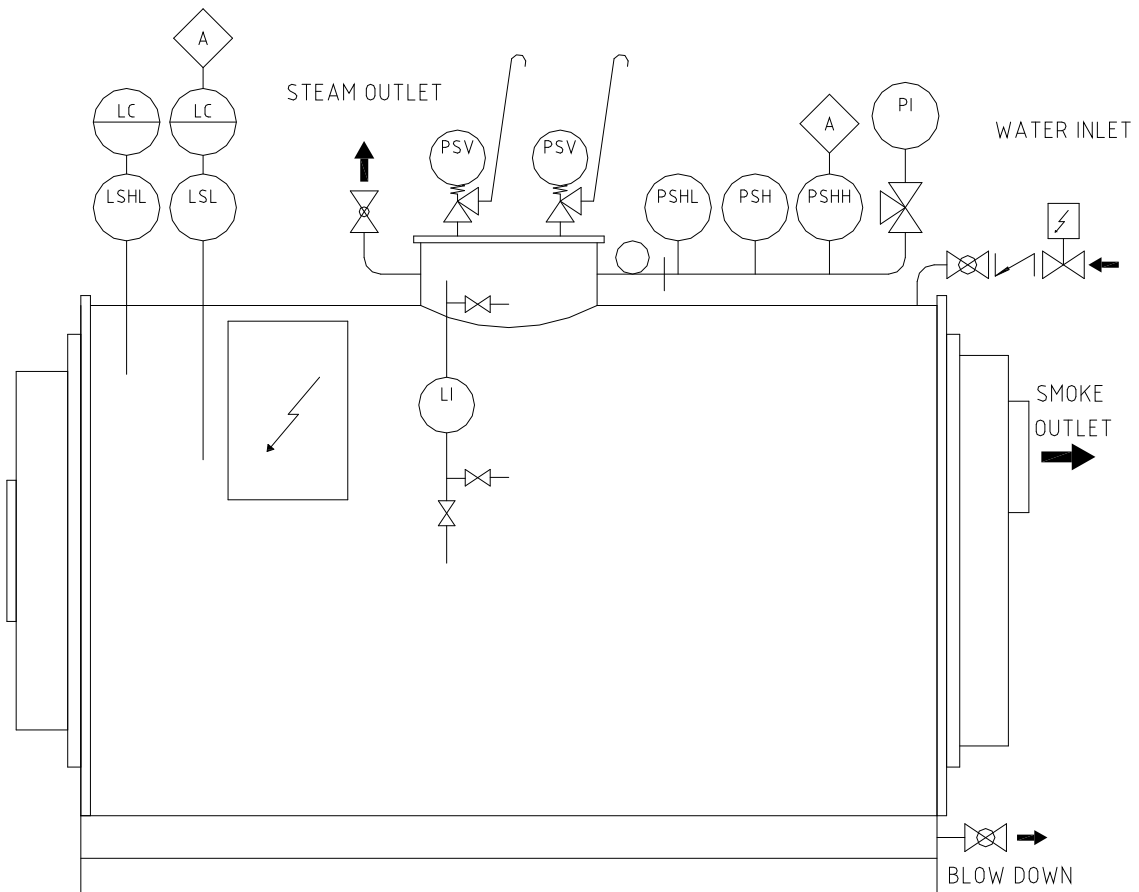 A
LC
LC
LSHL
LSL
STEAM OUTLET
PSV
PSV
PSHL
PSH
A
PSHH
PI
WATER INLET
LI
SMOKE
OUTLET
BLOW DOWN